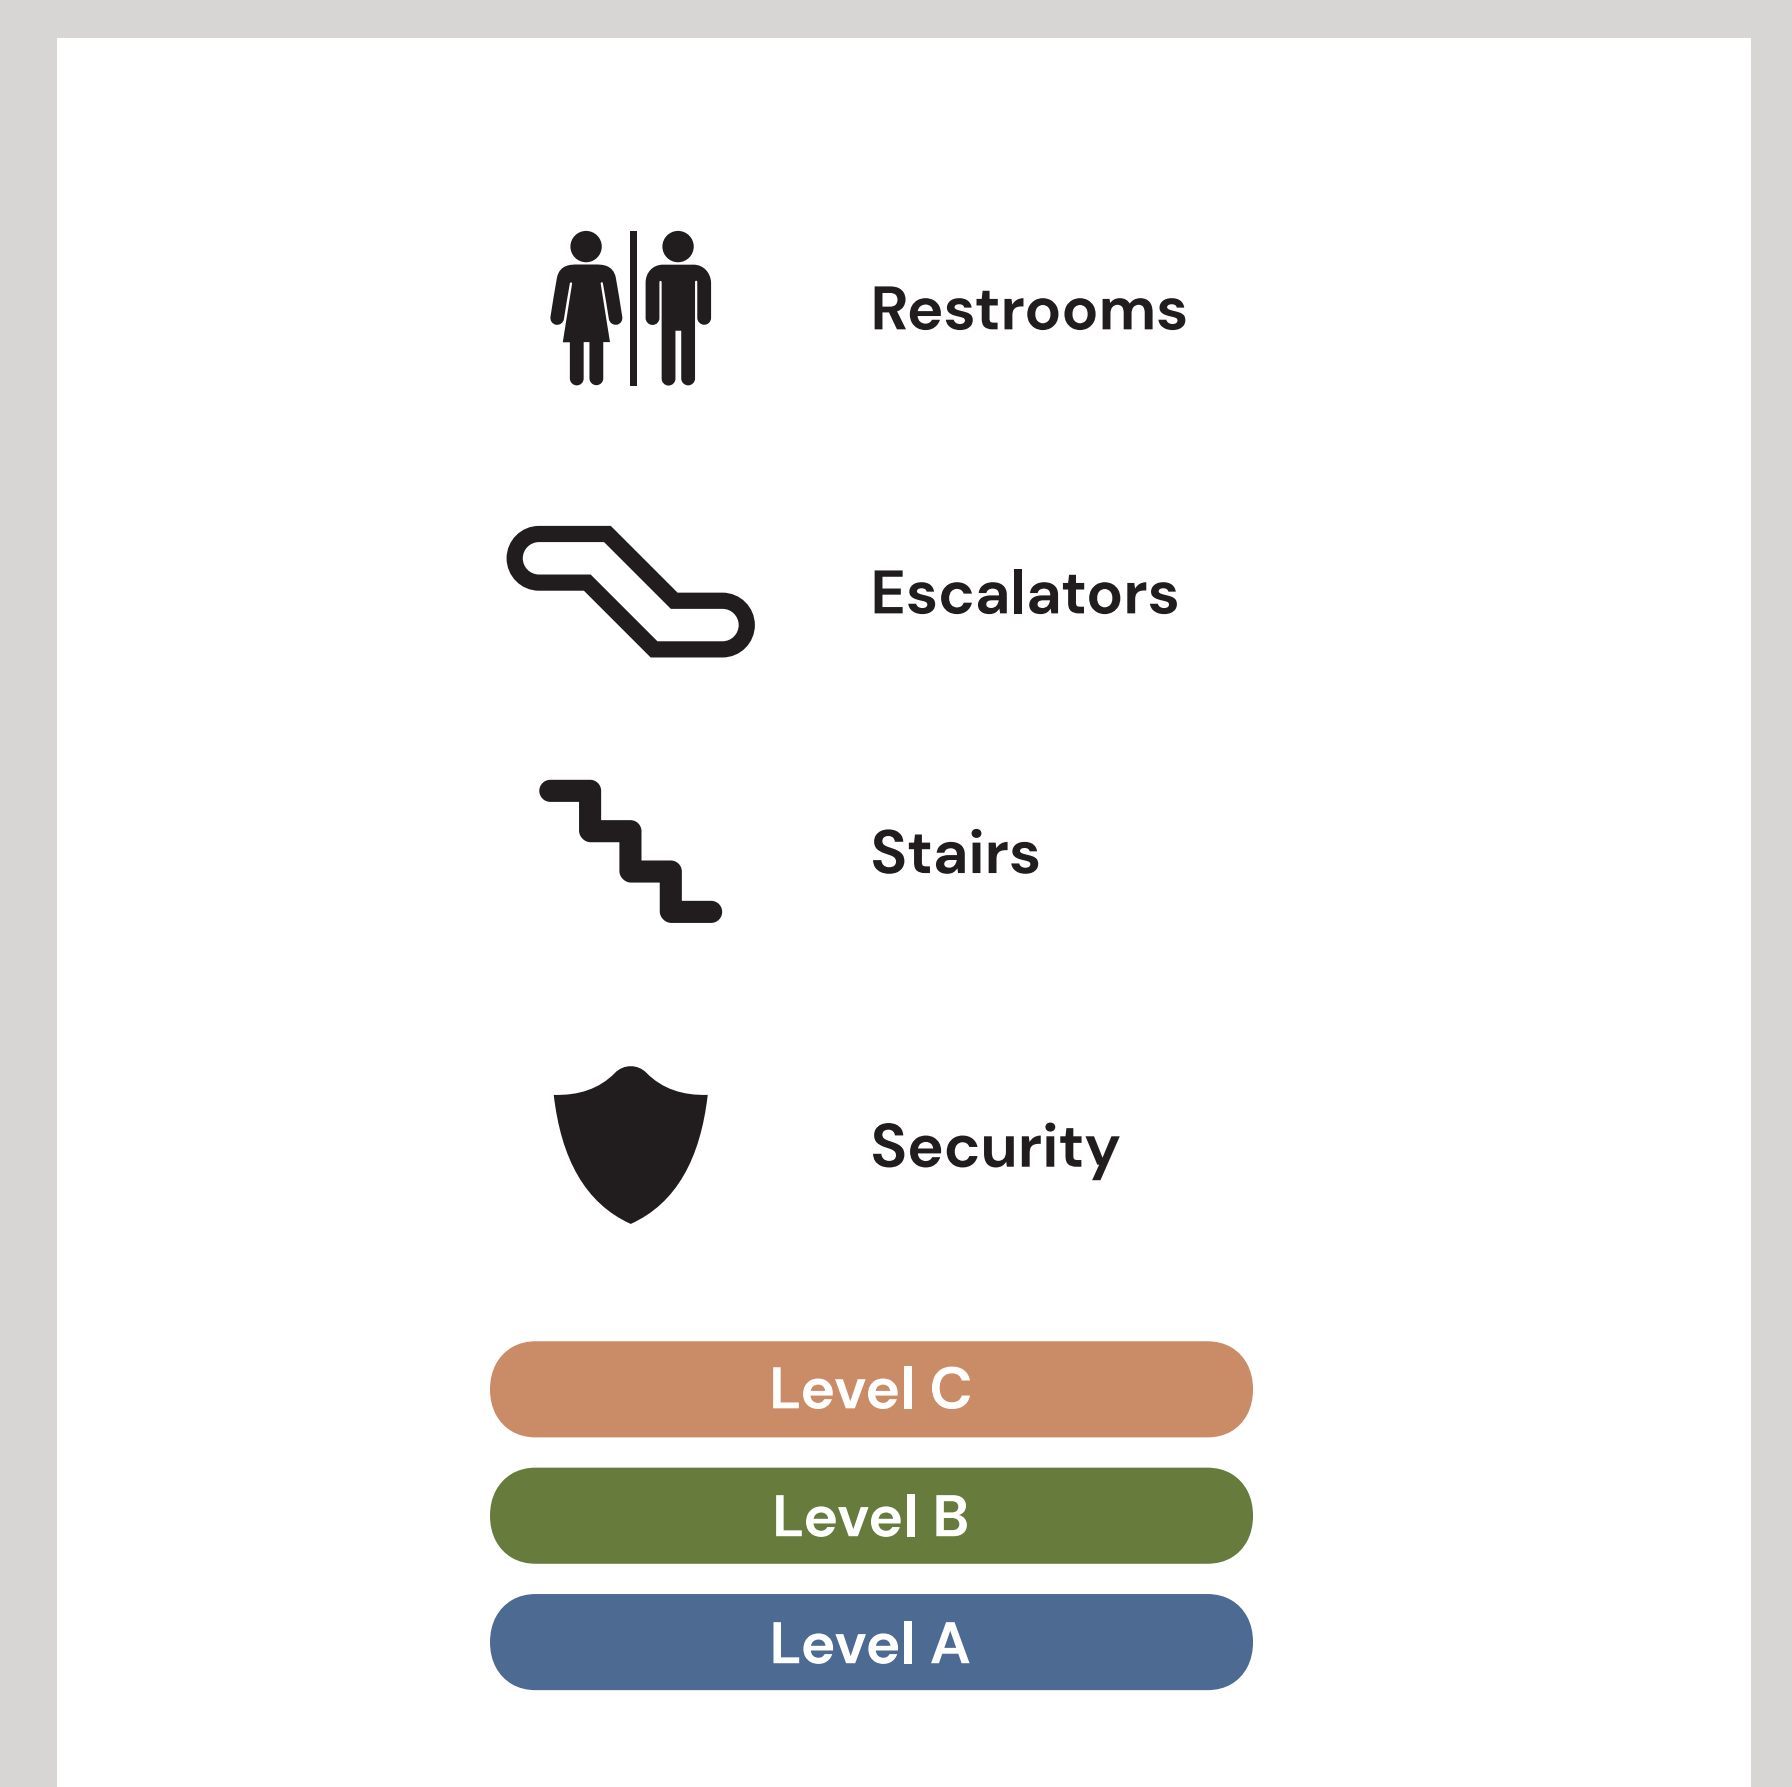 Restrooms
Escalators
Stairs
Security
Level C
Level B
Level A